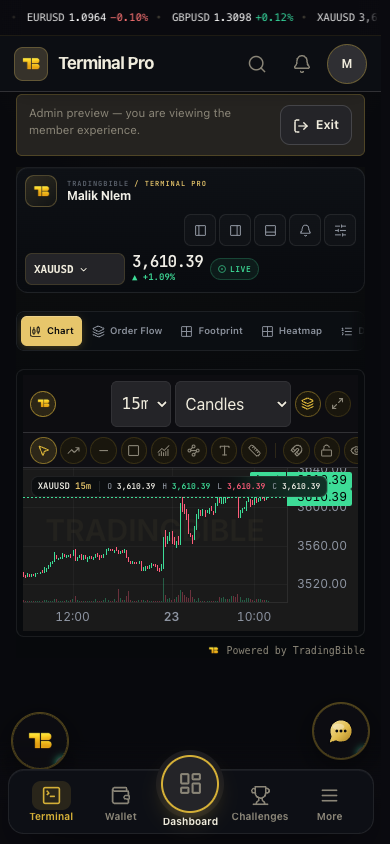 EURUSD 1.0964 −0.10% • GBPUSD 1.3098 +0.12% • XAUUSD 3,6
Terminal Pro
M
Admin preview — you are viewing the
member experience.
Exit
TRADINGBIBLE / TERMINAL PRO
Malik Nlem
XAUUSD
3,610.39
▲ +1.09%
LIVE
Chart
Order Flow
Footprint
Heatmap
15m
Candles
XAUUSD 15m O 3,610.39 H 3,610.39 L 3,610.39 C 3,610.39
3610.39
3600.00
TRADINGBIBLE
3560.00
3520.00
12:00
23
10:00
Powered by TradingBible
Terminal
Wallet
Dashboard
Challenges
More